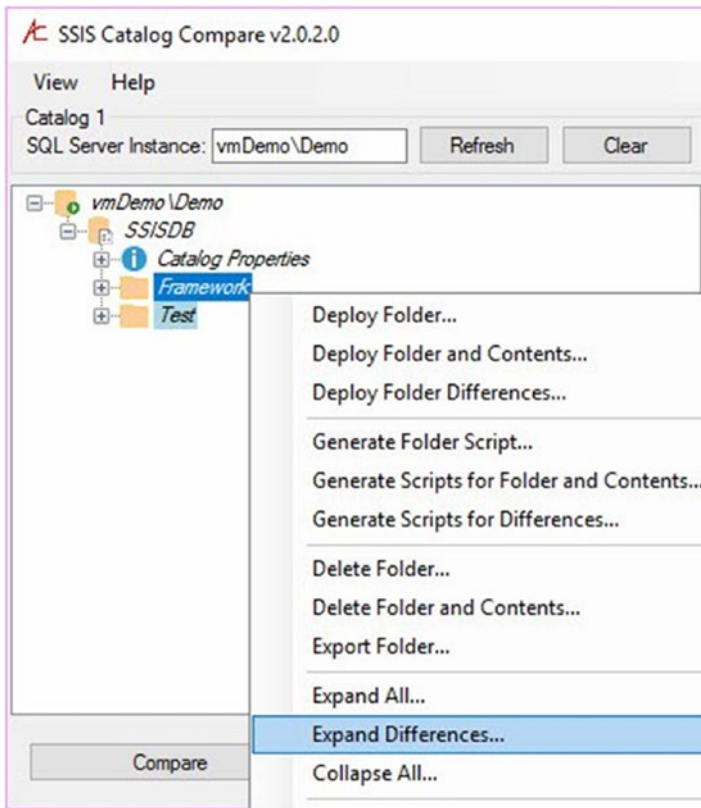 SSIS Catalog Compare v2.0.2.0
View Help
Catalog 1
SQL Server Instance: vmDemo\Demo Refresh Clear
vmDemo\Demo
SSISDB
Catalog Properties
Framework
Test
Deploy Folder...
Deploy Folder and Contents...
Deploy Folder Differences...
Generate Folder Script...
Generate Scripts for Folder and Contents...
Generate Scripts for Differences...
Delete Folder...
Delete Folder and Contents...
Export Folder...
Expand All...
Expand Differences...
Collapse All...
Compare